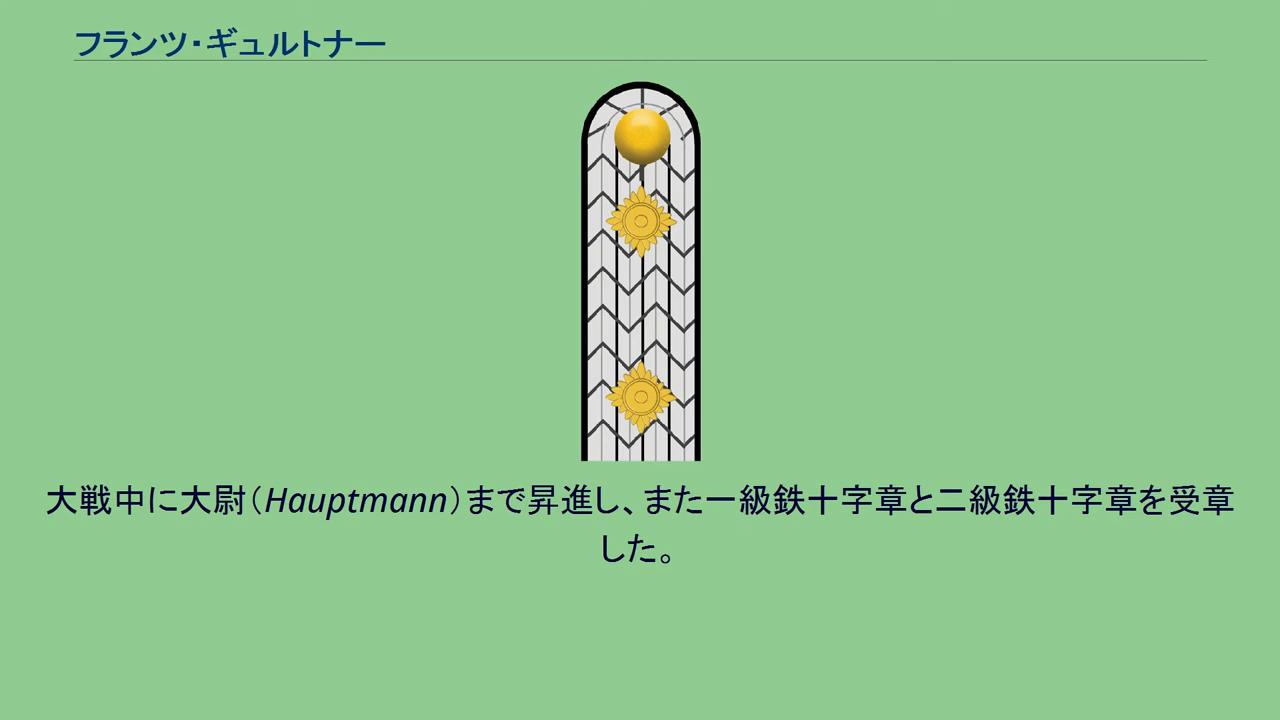 フランツ・ギュルトナー
大戦中に大尉（Hauptmann）まで昇進し、また一級鉄十字章と二級鉄十字章を受章
した。